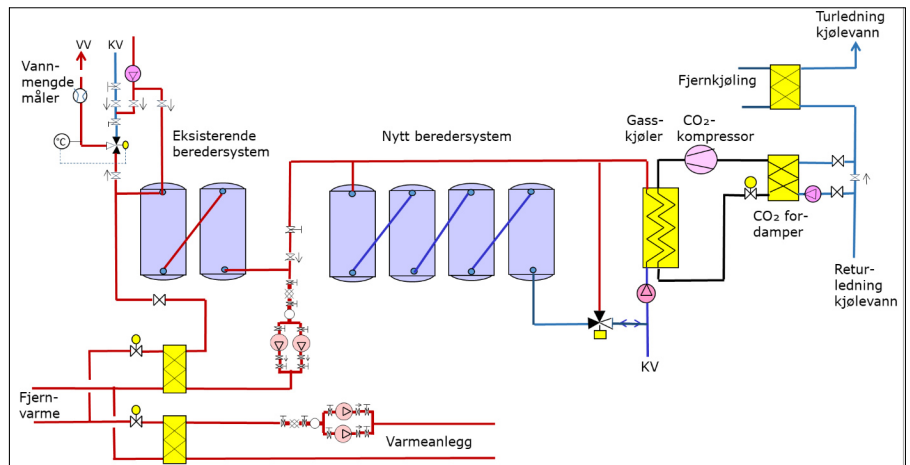 VV
KV
Vann-
mengde
måler
°C
Eksisterende
beredersystem
Nytt beredersystem
Gass-
kjøler
CO₂-
kompressor
Fjernkjøling
Turledning
kjølevann
CO₂ for-
damper
Retur-
ledning
kjølevann
KV
Fjern-
varme
Varmeanlegg